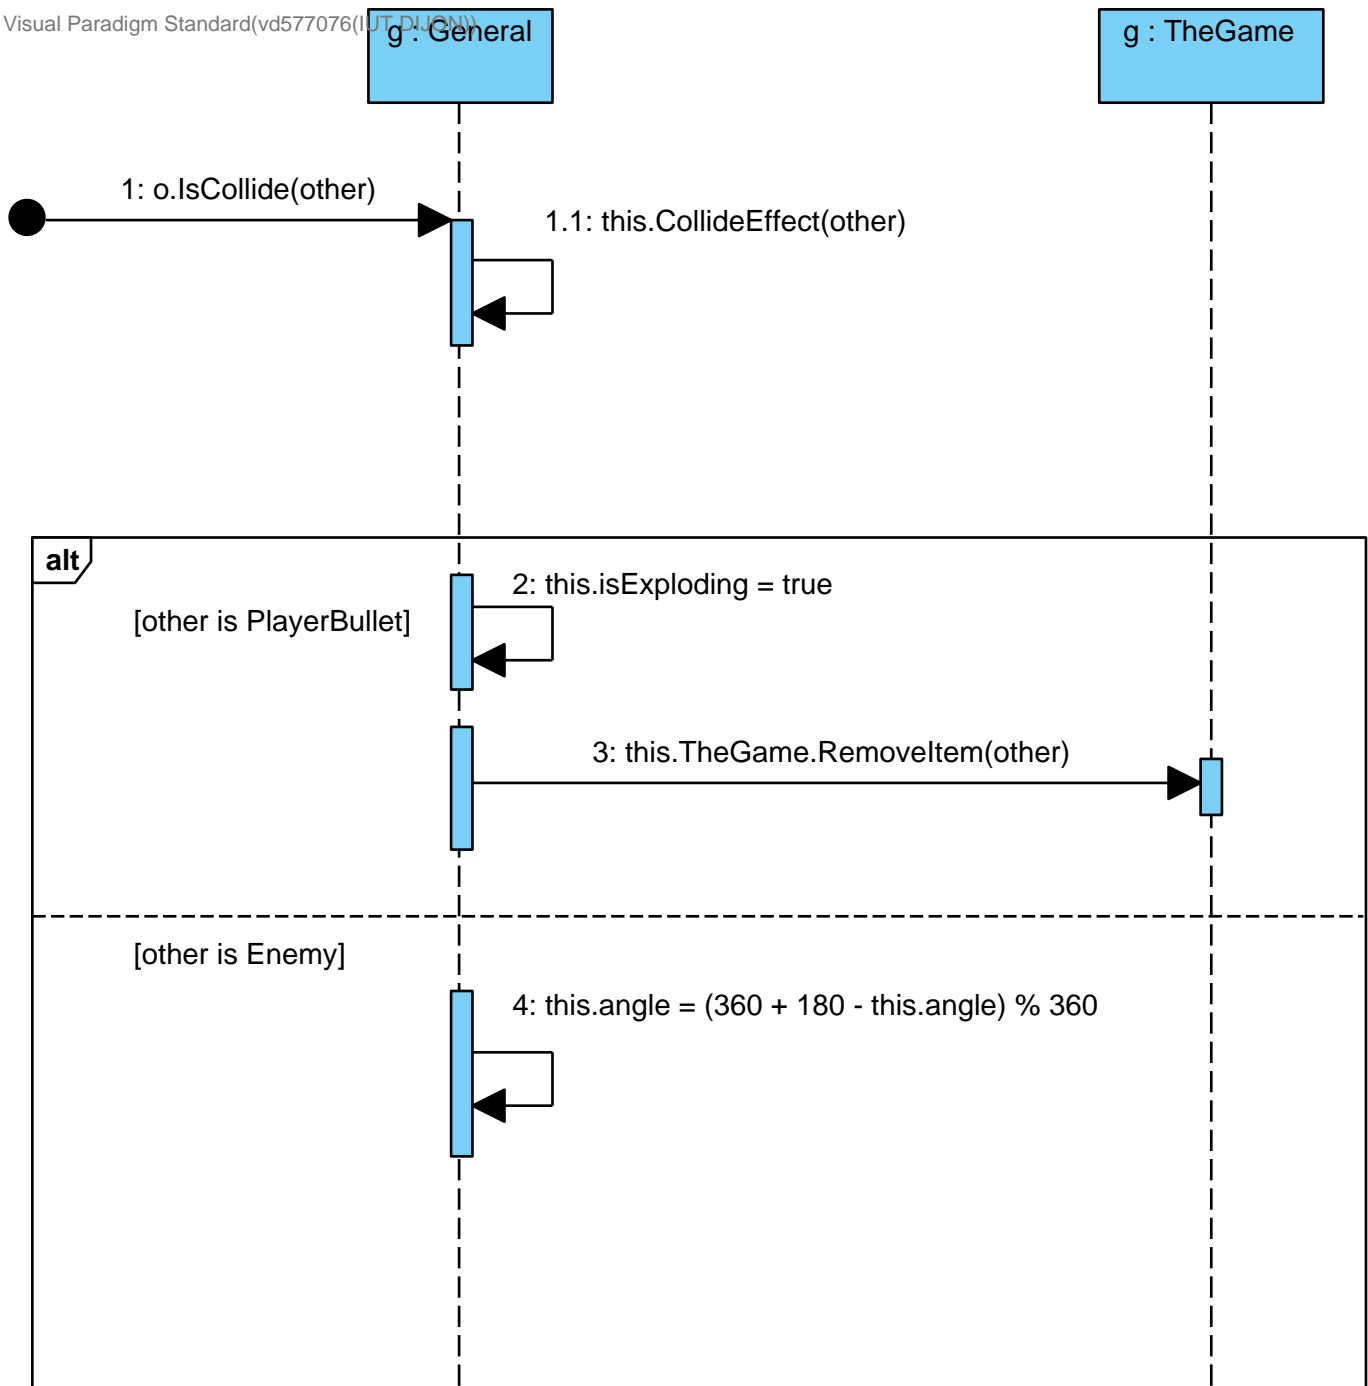 Visual Paradigm Standard(vd577076(IUT DIJON))
g : General
g : TheGame
1: o.IsCollide(other)
1.1: this.CollideEffect(other)
alt
2: this.isExploding = true
[other is PlayerBullet]
3: this.TheGame.RemoveItem(other)
[other is Enemy]
4: this.angle = (360 + 180 - this.angle) % 360